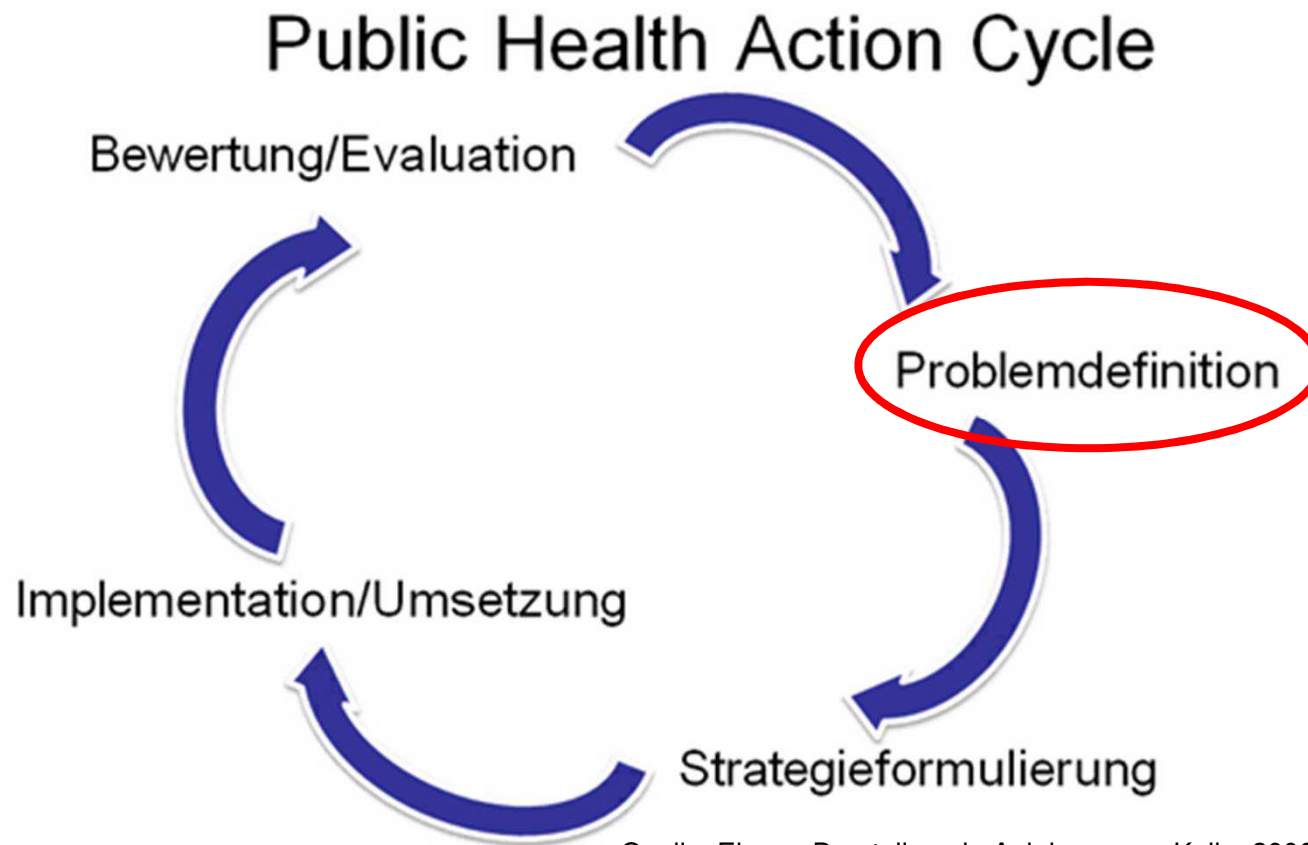 Public Health Action Cycle
Bewertung/Evaluation
Problemdefinition
Implementation/Umsetzung
Strategieformulierung